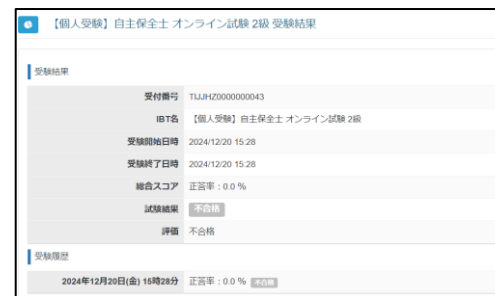 【個人受験】自主保全士 オンライン試験 2級 受験結果
受験結果
受付番号 TIJJHZ0000000043
IBT名 【個人受験】自主保全士 オンライン試験 2級
受験開始日時 2024/12/20 15:28
受験終了日時 2024/12/20 15:28
総合スコア 正答率：0.0 %
試験結果 不合格
評価 不合格
受験履歴
2024年12月20日(金) 15時28分 正答率：0.0 % 不合格